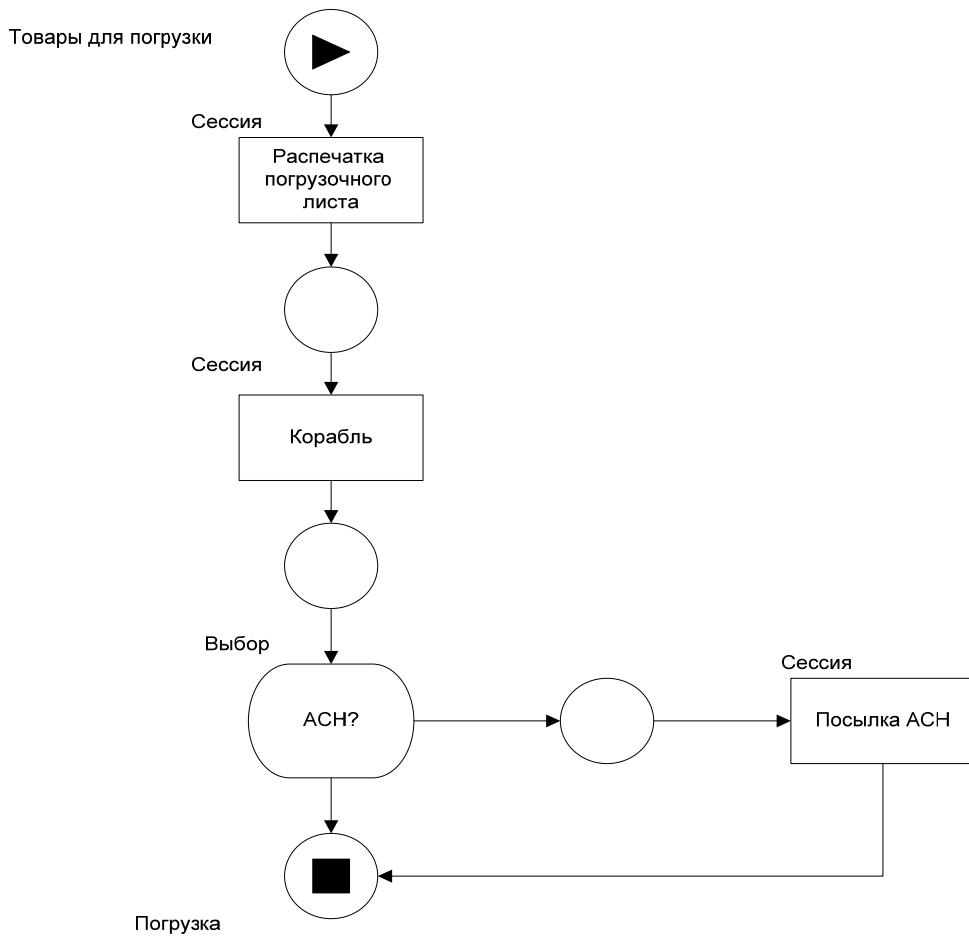 Товары для погрузки
Сессия
Распечатка
погрузочного
листа
Сессия
Корабль
Выбор
АСН?
Сессия
Посылка АСН
Погрузка